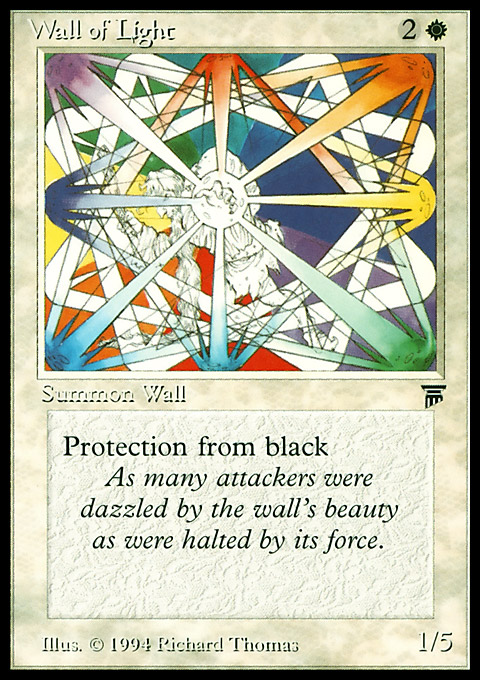 Wall of Light 2
Summon Wall
Protection from black
As many attackers were
dazzled by the wall's beauty
as were halted by its force.
Illus. © 1994 Richard Thomas 1/5